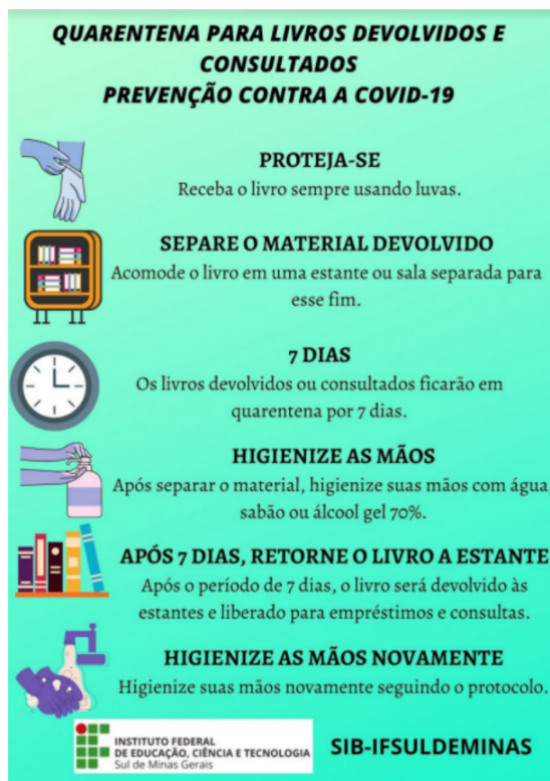 QUARENTENA PARA LIVROS DEVOLVIDOS E
CONSULTADOS
PREVENÇÃO CONTRA A COVID-19
PROTEJA-SE
Receba o livro sempre usando luvas.
SEPARE O MATERIAL DEVOLVIDO
Acomode o livro em uma estante ou sala separada para
esse fim.
7 DIAS
Os livros devolvidos ou consultados ficarão em
quarentena por 7 dias.
HIGIENIZE AS MÃOS
Após separar o material, higienize suas mãos com água
sabão ou álcool gel 70%.
APÓS 7 DIAS, RETORNE O LIVRO A ESTANTE
Após o período de 7 dias, o livro será devolvido às
estantes e liberado para empréstimos e consultas.
HIGIENIZE AS MÃOS NOVAMENTE
Higienize suas mãos novamente seguindo o protocolo.
INSTITUTO FEDERAL
DE EDUCAÇÃO, CIÊNCIA E TECNOLOGIA
Sul de Minas Gerais
SIB-IFSULDEMINAS